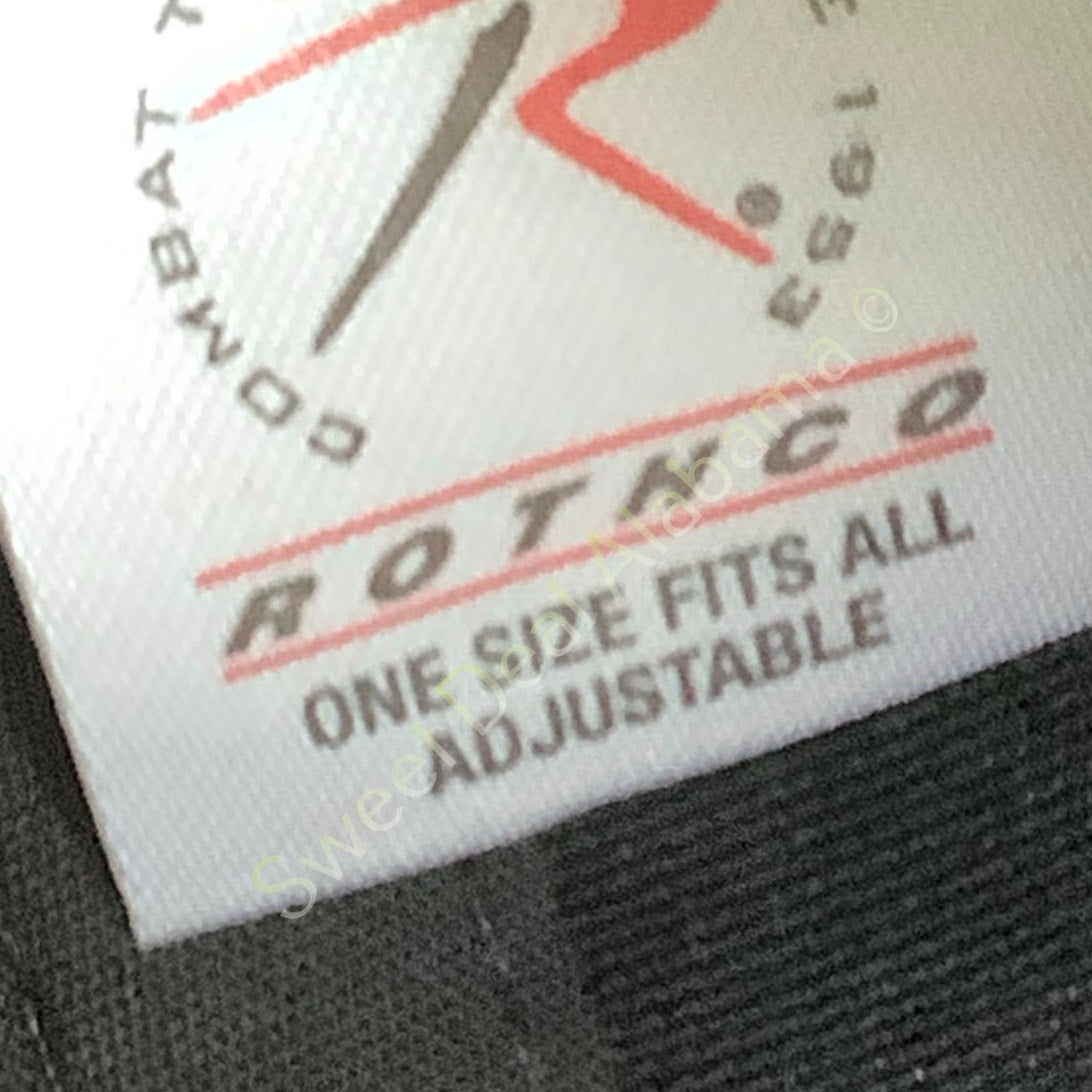 COMBAT T
E 1953
®
ROTHCO
ONE SIZE FITS ALL
ADJUSTABLE
Sweet Deal Alabama ©